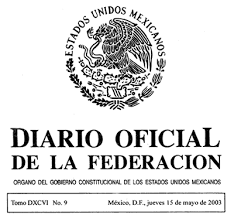 ESTADOS UNIDOS MEXICANOS
DIARIO OFICIAL
DE LA FEDERACION
ORGANO DEL GOBIERNO CONSTITUCIONAL DE LOS ESTADOS UNIDOS MEXICANOS
Tomo DXCVI No. 9 México, D.F., jueves 15 de mayo de 2003